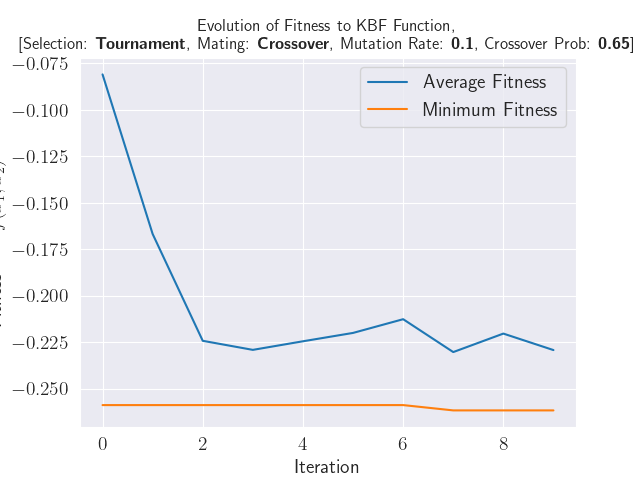 Evolution of Fitness to KBF Function,
[Selection: Tournament, Mating: Crossover, Mutation Rate: 0.1, Crossover Prob: 0.65]
−0.075
−0.100
−0.125
−0.150
−0.175
−0.200
−0.225
−0.250
Average Fitness
Minimum Fitness
0 2 4 6 8
Iteration